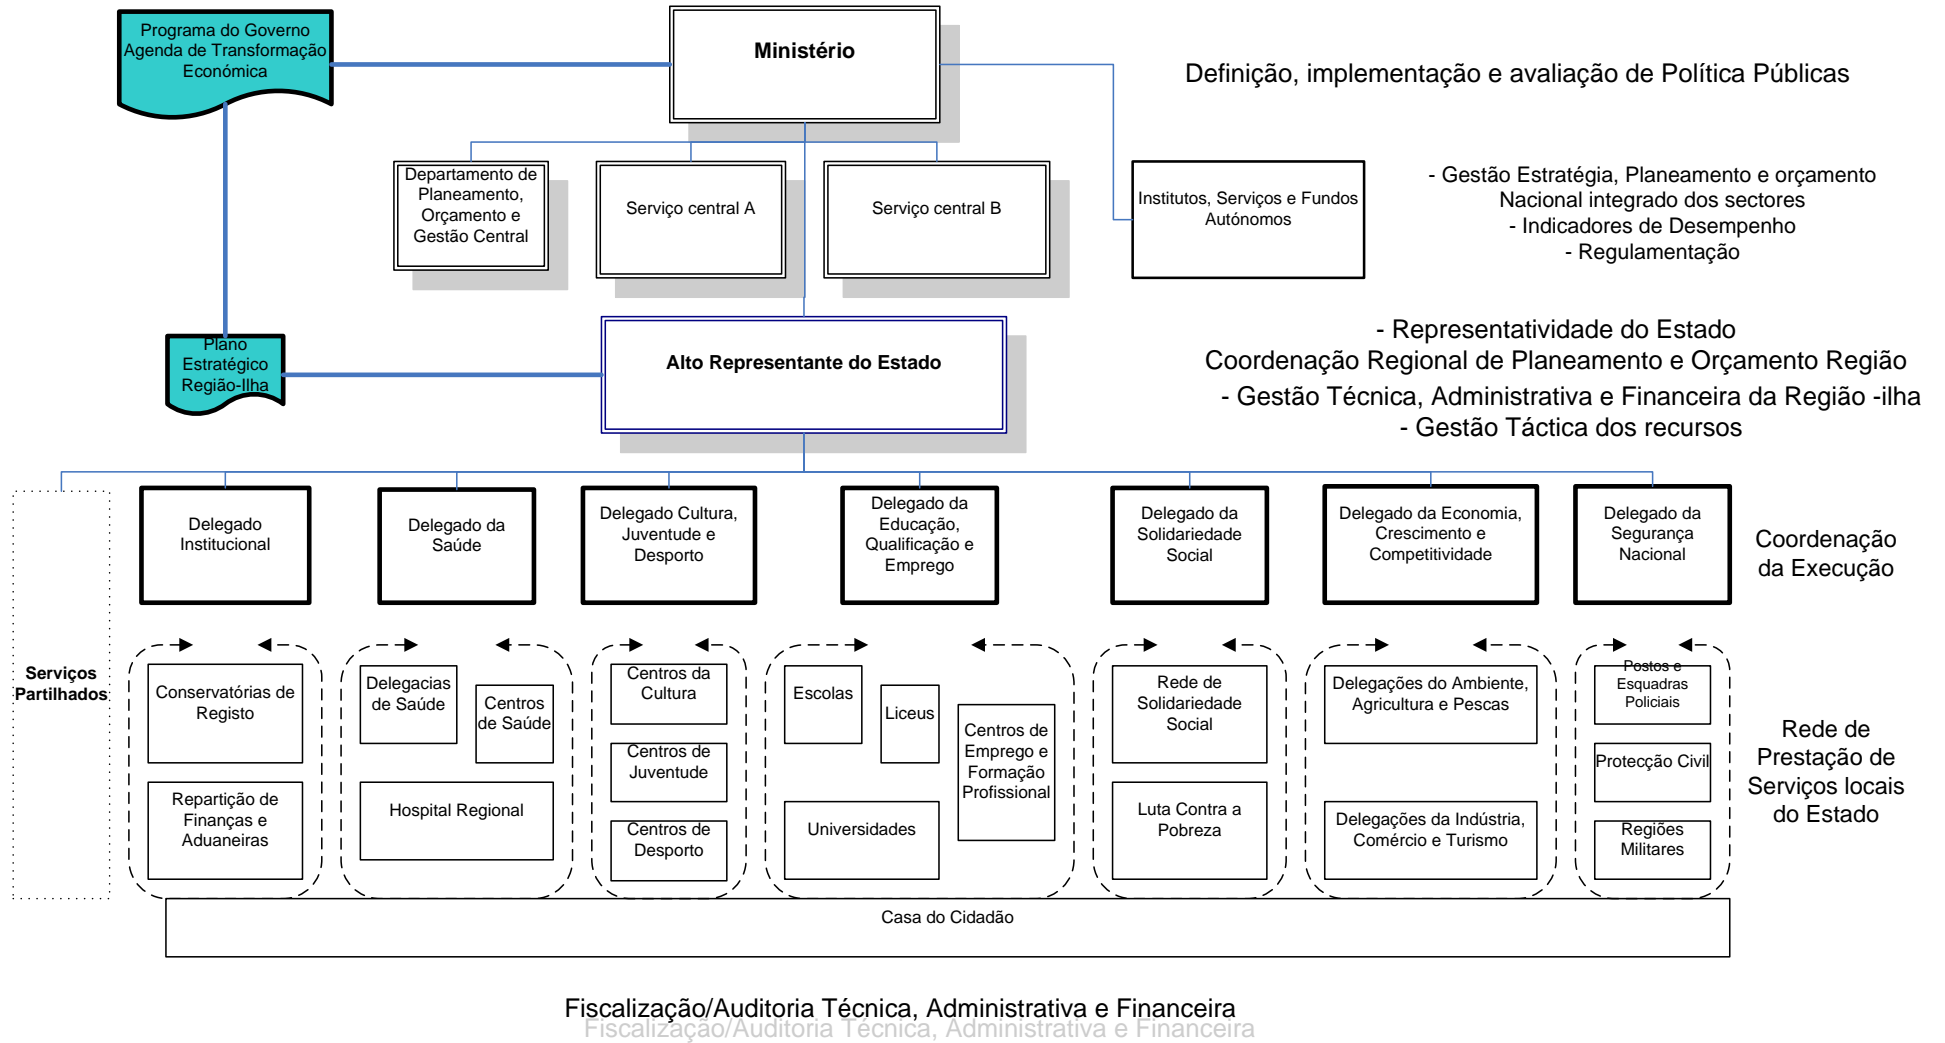 Programa do Governo
Agenda de Transformação
Económica
Ministério
Definição, implementação e avaliação de Política Públicas
Departamento de
Planeamento,
Orçamento e
Gestão Central
Serviço central A
Serviço central B
Institutos, Serviços e Fundos
Autónomos
- Gestão Estratégia, Planeamento e orçamento
Nacional integrado dos sectores
- Indicadores de Desempenho
- Regulamentação
Plano
Estratégico
Região-Ilha
Alto Representante do Estado
- Representatividade do Estado
Coordenação Regional de Planeamento e Orçamento Região
- Gestão Técnica, Administrativa e Financeira da Região -ilha
- Gestão Táctica dos recursos
Serviços
Partilhados
Delegado
Institucional
Delegado da
Saúde
Delegado Cultura,
Juventude e
Desporto
Delegado da
Educação,
Qualificação e
Emprego
Delegado da
Solidariedade
Social
Delegado da Economia,
Crescimento e
Competitividade
Delegado da
Segurança
Nacional
Coordenação
da Execução
Conservatórias de
Registo
Repartição de
Finanças e
Aduaneiras
Delegacias
de Saúde
Centros
de Saúde
Hospital Regional
Centros da
Cultura
Centros de
Juventude
Centros de
Desporto
Escolas
Liceus
Centros de
Emprego e
Formação
Profissional
Universidades
Rede de
Solidariedade
Social
Luta Contra a
Pobreza
Delegações do Ambiente,
Agricultura e Pescas
Delegações da Indústria,
Comércio e Turismo
Postos e
Esquadras
Policiais
Protecção Civil
Regiões
Militares
Rede de
Prestação de
Serviços locais
do Estado
Casa do Cidadão
Fiscalização/Auditoria Técnica, Administrativa e Financeira